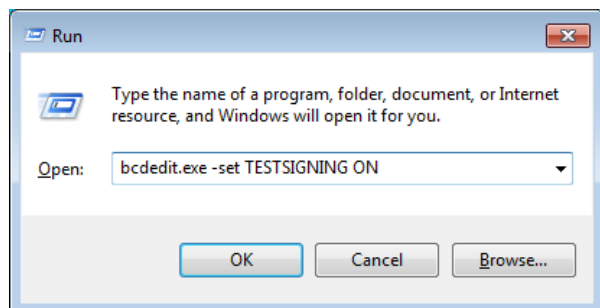 Run
Type the name of a program, folder, document, or Internet
resource, and Windows will open it for you.
Open: bcdedit.exe -set TESTSIGNING ON
OK Cancel Browse...